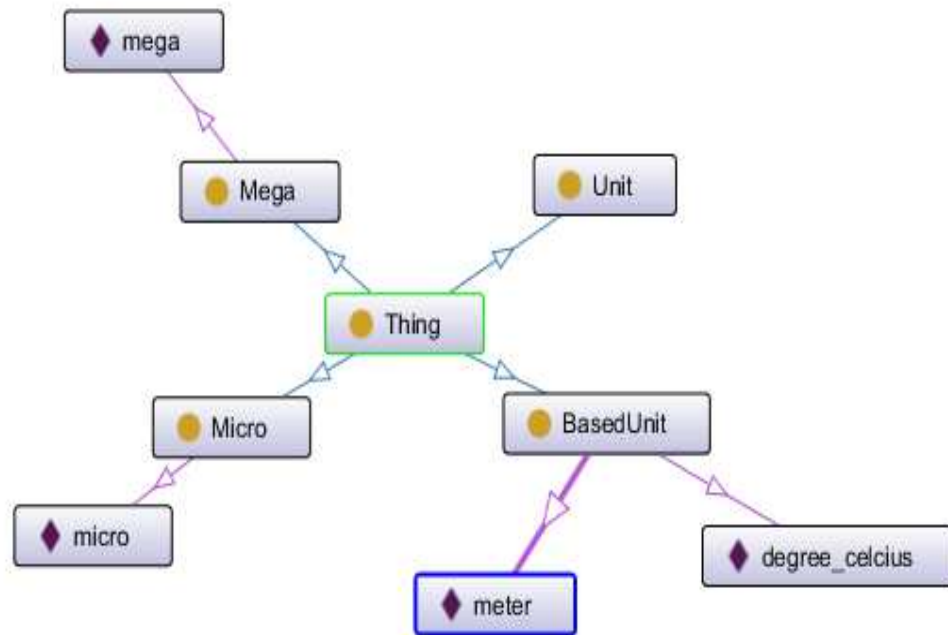 mega
Mega
Unit
Thing
Micro
BasedUnit
micro
meter
degree_celcius